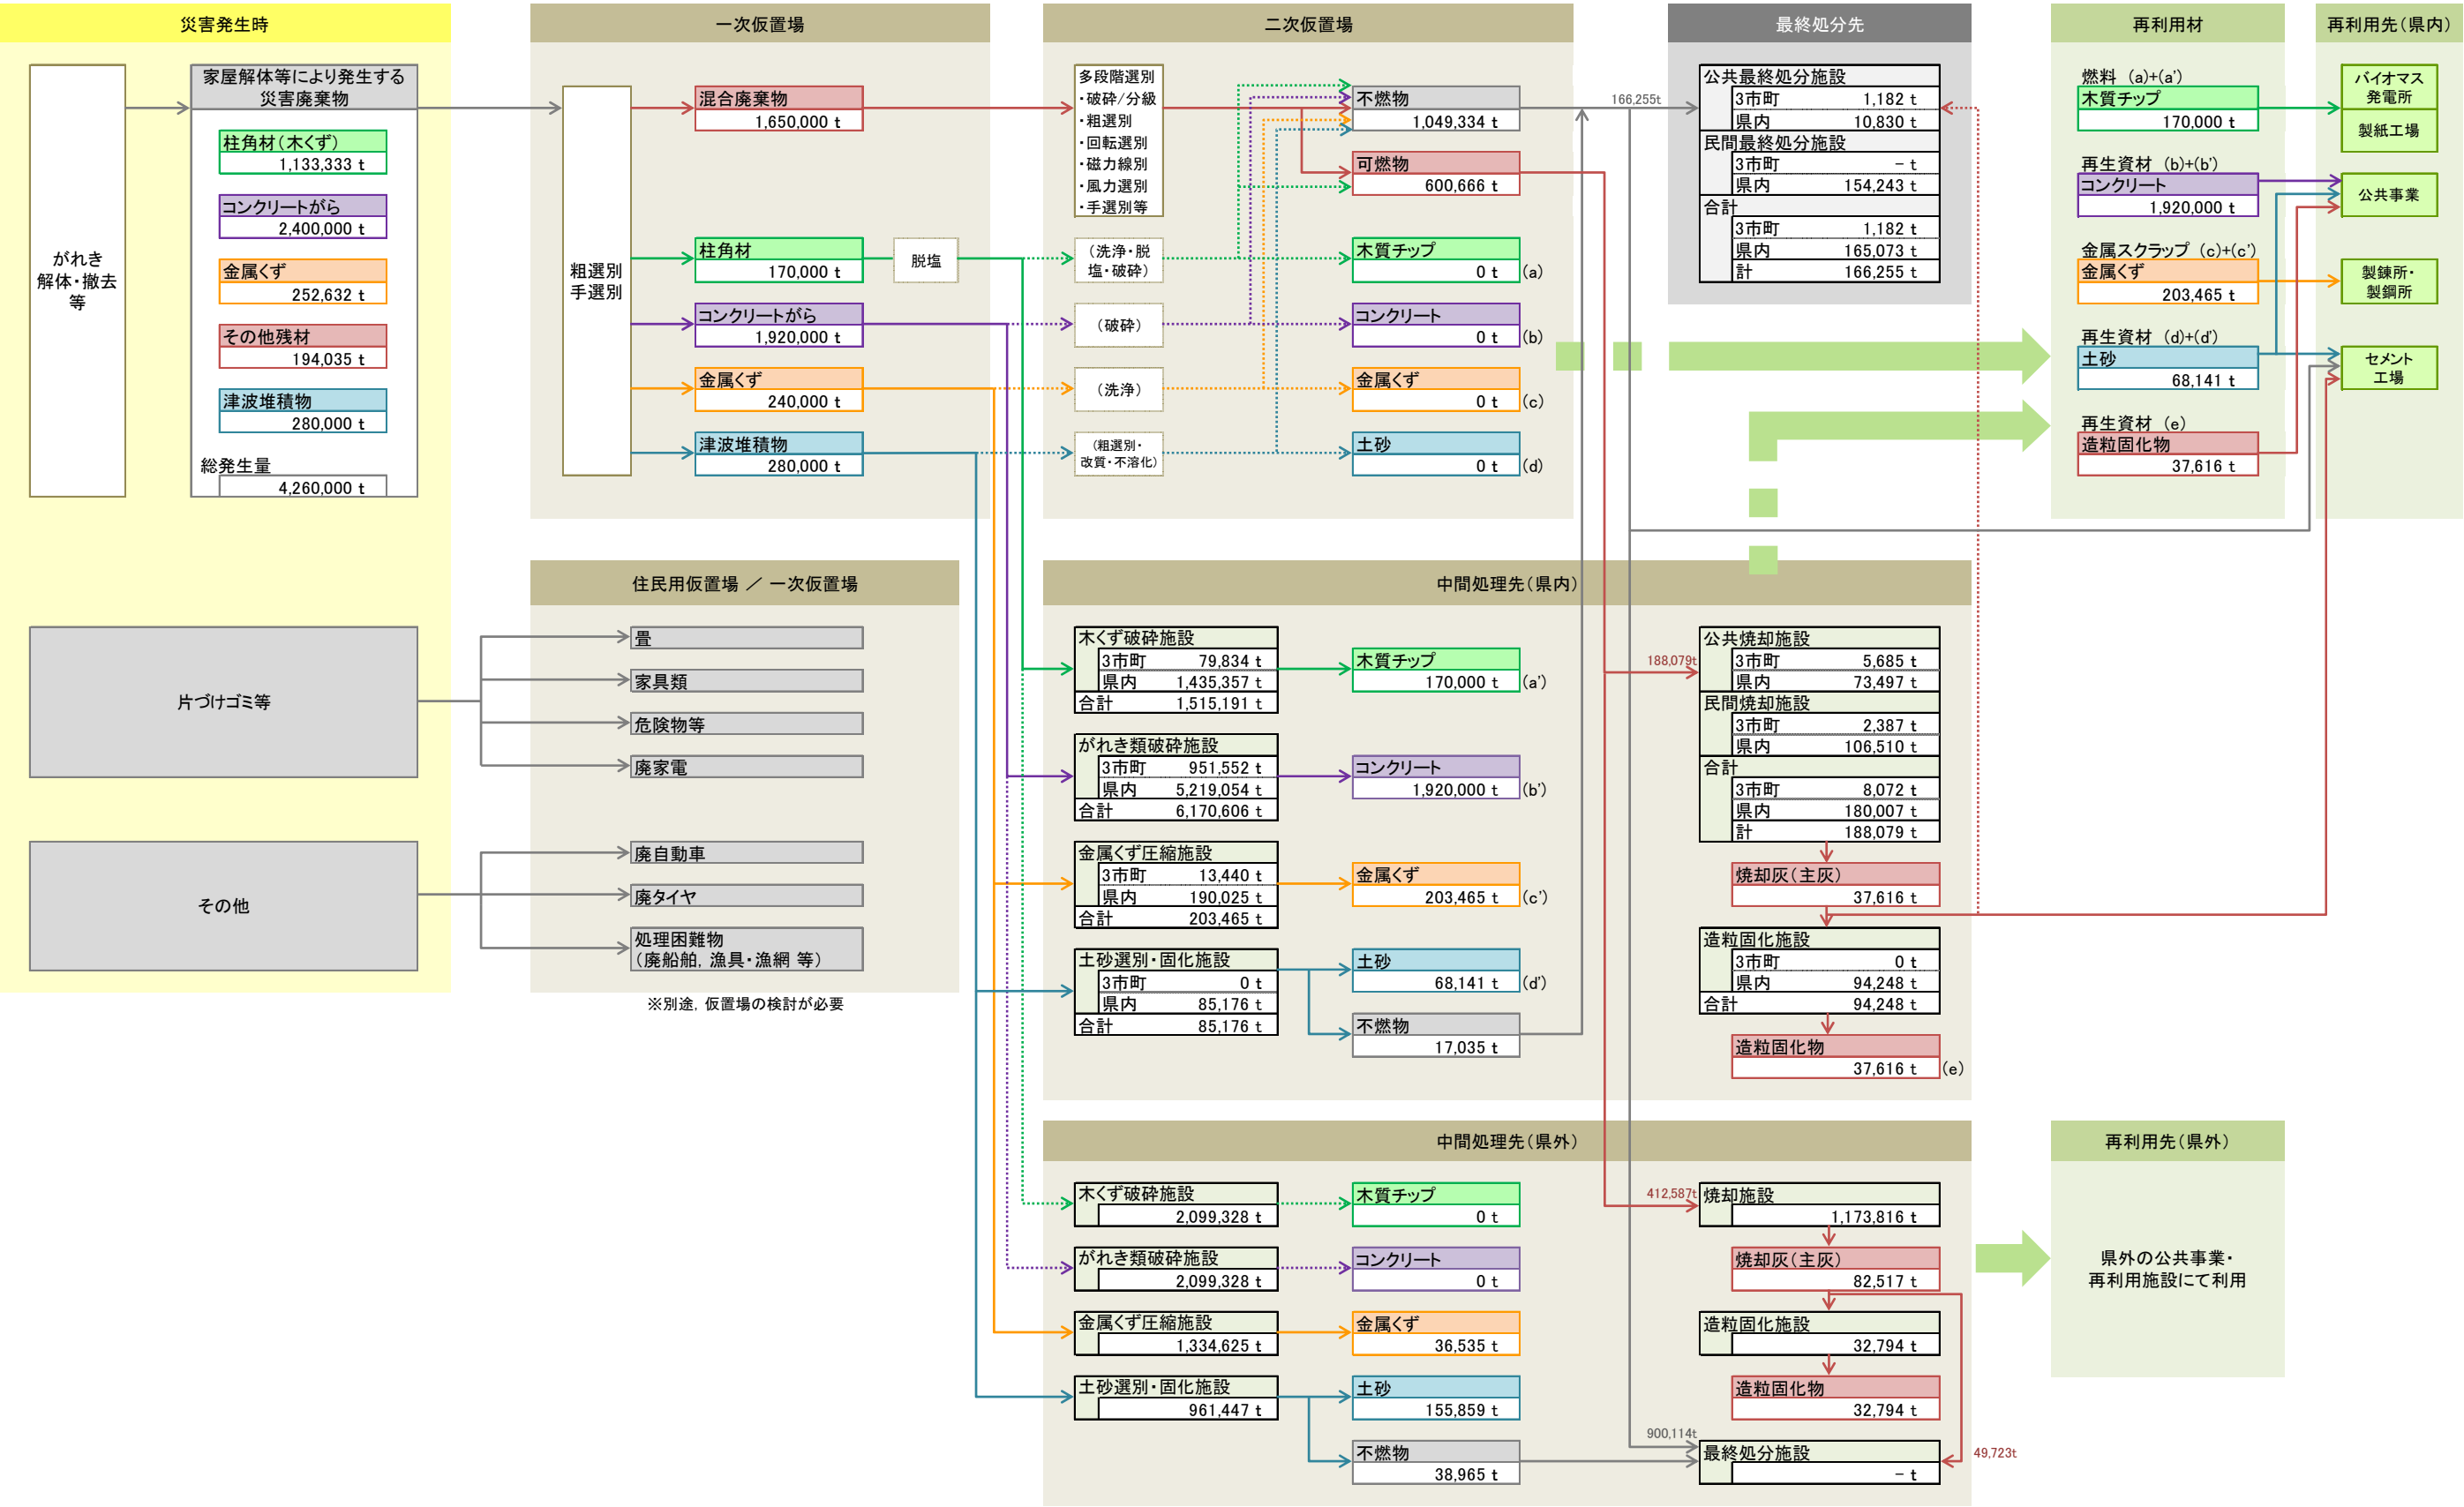 災害発生時
がれき
解体・撤去
等
家屋解体等により発生する
災害廃棄物
柱角材（木くず）
1,133,333 t
コンクリートがら
2,400,000 t
金属くず
252,632 t
その他残材
194,035 t
津波堆積物
280,000 t
総発生量
4,260,000 t
片づけゴミ等
その他
一次仮置場
粗選別
手選別
混合廃棄物
1,650,000 t
柱角材
170,000 t
脱塩
コンクリートがら
1,920,000 t
金属くず
240,000 t
津波堆積物
280,000 t
住民用仮置場 ／ 一次仮置場
畳
家具類
危険物等
廃家電
廃自動車
廃タイヤ
処理困難物
（廃船舶，漁具・漁網 等）
※別途，仮置場の検討が必要
二次仮置場
多段階選別
・破砕/分級
・粗選別
・回転選別
・磁力線別
・風力選別
・手選別等
（洗浄・脱
塩・破砕）
（破砕）
（洗浄）
（粗選別・
改質・不溶化）
不燃物
1,049,334 t
可燃物
600,666 t
木質チップ
0 t (a)
コンクリート
0 t (b)
金属くず
0 t (c)
土砂
0 t (d)
166,255t
最終処分先
公共最終処分施設
3市町 1,182 t
県内 10,830 t
民間最終処分施設
3市町 － t
県内 154,243 t
合計
3市町 1,182 t
県内 165,073 t
計 166,255 t
再利用材
燃料 (a)+(a')
木質チップ
170,000 t
再生資材 (b)+(b')
コンクリート
1,920,000 t
金属スクラップ (c)+(c')
金属くず
203,465 t
再生資材 (d)+(d')
土砂
68,141 t
再生資材 (e)
造粒固化物
37,616 t
再利用先（県内）
バイオマス
発電所
製紙工場
公共事業
製錬所・
製鋼所
セメント
工場
中間処理先（県内）
木くず破砕施設
3市町 79,834 t
県内 1,435,357 t
合計 1,515,191 t
木質チップ
170,000 t (a')
がれき類破砕施設
3市町 951,552 t
県内 5,219,054 t
合計 6,170,606 t
コンクリート
1,920,000 t (b')
金属くず圧縮施設
3市町 13,440 t
県内 190,025 t
合計 203,465 t
金属くず
203,465 t (c')
土砂選別・固化施設
3市町 0 t
県内 85,176 t
合計 85,176 t
土砂
68,141 t (d')
不燃物
17,035 t
188,079t
公共焼却施設
3市町 5,685 t
県内 73,497 t
民間焼却施設
3市町 2,387 t
県内 106,510 t
合計
3市町 8,072 t
県内 180,007 t
計 188,079 t
焼却灰（主灰）
37,616 t
造粒固化施設
3市町 0 t
県内 94,248 t
合計 94,248 t
造粒固化物
37,616 t (e)
中間処理先（県外）
木くず破砕施設
2,099,328 t
木質チップ
0 t
がれき類破砕施設
2,099,328 t
コンクリート
0 t
金属くず圧縮施設
1,334,625 t
金属くず
36,535 t
土砂選別・固化施設
961,447 t
土砂
155,859 t
不燃物
38,965 t
412,587t
焼却施設
1,173,816 t
焼却灰（主灰）
82,517 t
造粒固化施設
32,794 t
造粒固化物
32,794 t
900,114t
最終処分施設
－ t
49,723t
再利用先（県外）
県外の公共事業・
再利用施設にて利用